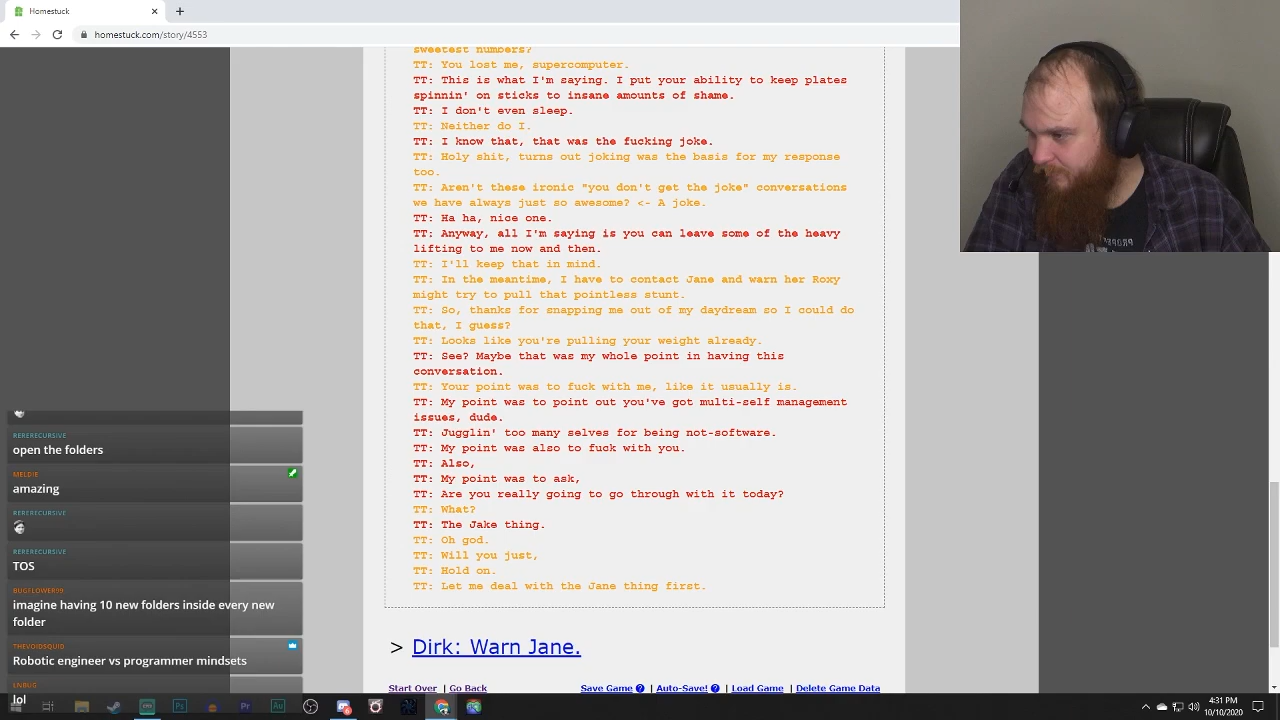 Homestuck
homestuck.com/story/4553
sweetest numbers?
TT: You lost me, supercomputer.
TT: This is what I'm saying. I put your ability to keep plates
spinnin' on sticks to insane amounts of shame.
TT: I don't even sleep.
TT: Neither do I.
TT: I know that, that was the fucking joke.
TT: Holy shit, turns out joking was the basis for my response
too.
TT: Aren't these ironic "you don't get the joke" conversations
we have always just so awesome? <- A joke.
TT: Ha ha, nice one.
TT: Anyway, all I'm saying is you can leave some of the heavy
lifting to me now and then.
TT: I'll keep that in mind.
TT: In the meantime, I have to contact Jane and warn her Roxy
might try to pull that pointless stunt.
TT: So, thanks for snapping me out of my daydream so I could do
that, I guess?
TT: Looks like you're pulling your weight already.
TT: See? Maybe that was my whole point in having this
conversation.
TT: Your point was to fuck with me, like it usually is.
TT: My point was to point out you've got multi-self management
issues, dude.
TT: Jugglin' too many selves for being not-software.
TT: My point was also to fuck with you.
TT: Also,
TT: My point was to ask,
TT: Are you really going to go through with it today?
TT: What?
TT: The Jake thing.
TT: Oh god.
TT: Will you just,
TT: Hold on.
TT: Let me deal with the Jane thing first.
> Dirk: Warn Jane.
Start Over | Go Back Save Game ? | Auto-Save! ? | Load Game | Delete Game Data
RERERECURSIVE
open the folders
MELDIE
amazing
RERERECURSIVE
RERERECURSIVE
TOS
BUGFLOWER99
imagine having 10 new folders inside every new
folder
THEVOIDSQUID
Robotic engineer vs programmer mindsets
LNBUG
lol
Ps
Pr
Au
4:31 PM
10/10/2020